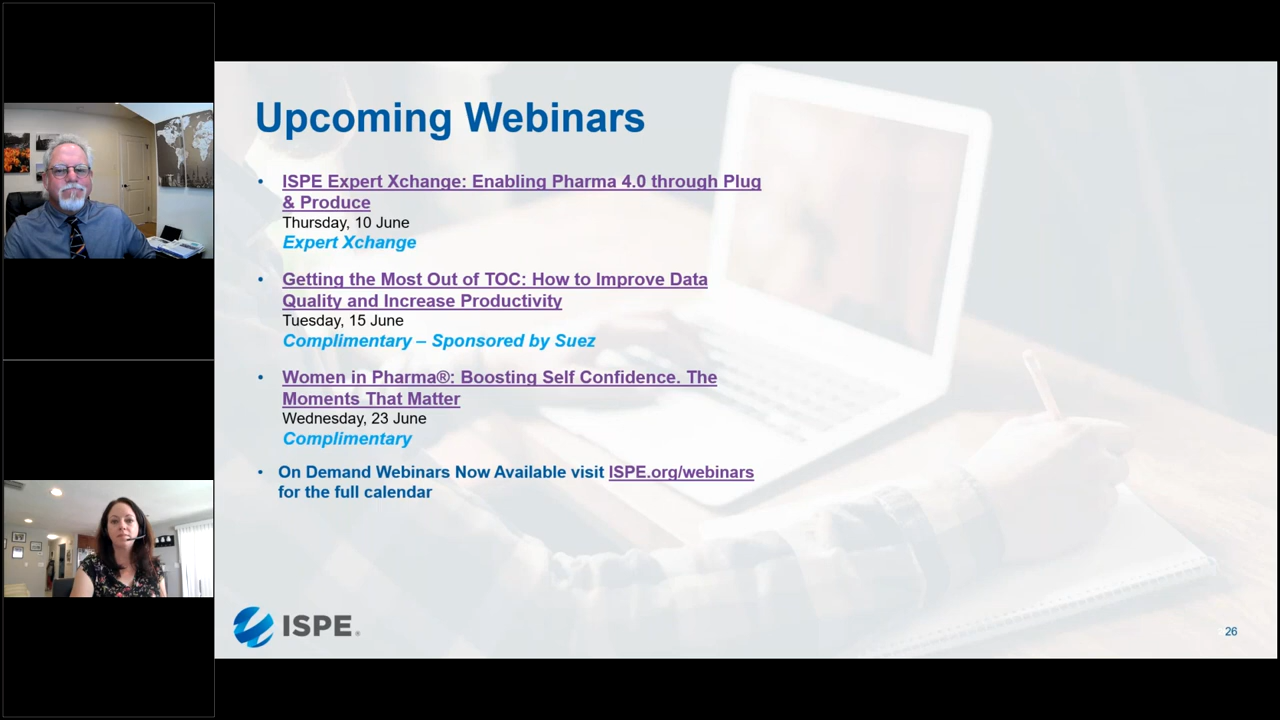 Upcoming Webinars
• ISPE Expert Xchange: Enabling Pharma 4.0 through Plug
& Produce
Thursday, 10 June
Expert Xchange
• Getting the Most Out of TOC: How to Improve Data
Quality and Increase Productivity
Tuesday, 15 June
Complimentary – Sponsored by Suez
• Women in Pharma®: Boosting Self Confidence. The
Moments That Matter
Wednesday, 23 June
Complimentary
• On Demand Webinars Now Available visit ISPE.org/webinars
for the full calendar
ISPE®
26